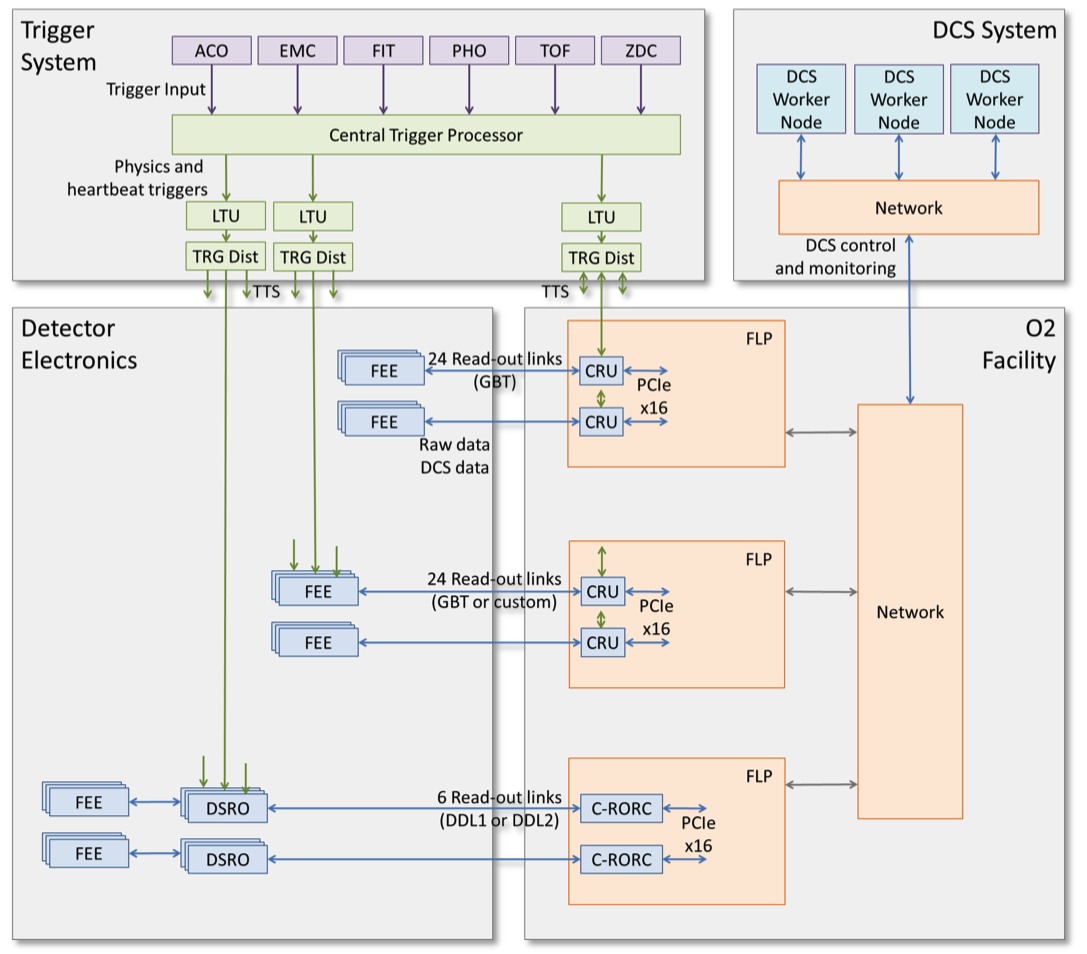 Trigger
System
ACO
EMC
FIT
PHO
TOF
ZDC
Trigger Input
Central Trigger Processor
Physics and
heartbeat triggers
LTU
LTU
LTU
TRG Dist
TRG Dist
TRG Dist
TTS
TTS
DCS System
DCS
Worker
Node
DCS
Worker
Node
DCS
Worker
Node
Network
DCS control
and monitoring
Detector
Electronics
O2
Facility
FLP
FEE
24 Read-out links
(GBT)
CRU
PCIe
x16
FEE
CRU
Raw data
DCS data
FLP
FEE
24 Read-out links
(GBT or custom)
CRU
PCIe
x16
FEE
CRU
Network
FLP
FEE
DSRO
6 Read-out links
(DDL1 or DDL2)
C-RORC
PCIe
x16
FEE
DSRO
C-RORC